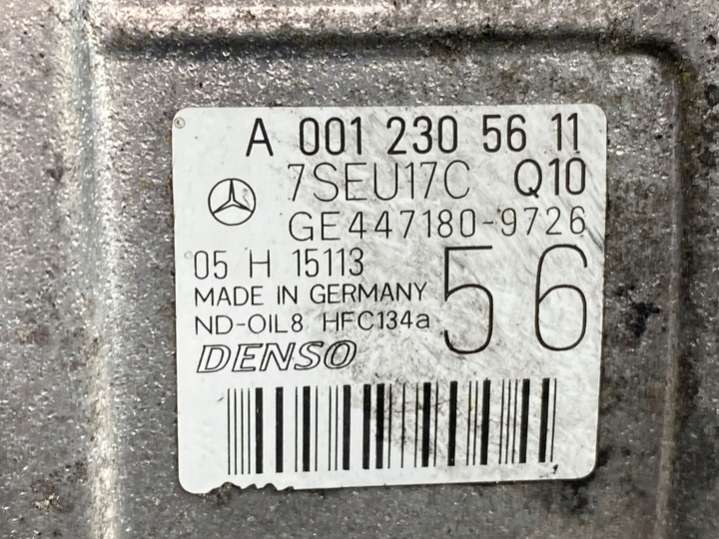 A 001 230 56 11
7SEU17C Q10
GE447180-9726
05 H 15113
56
MADE IN GERMANY
ND-OIL8 HFC134a
DENSO